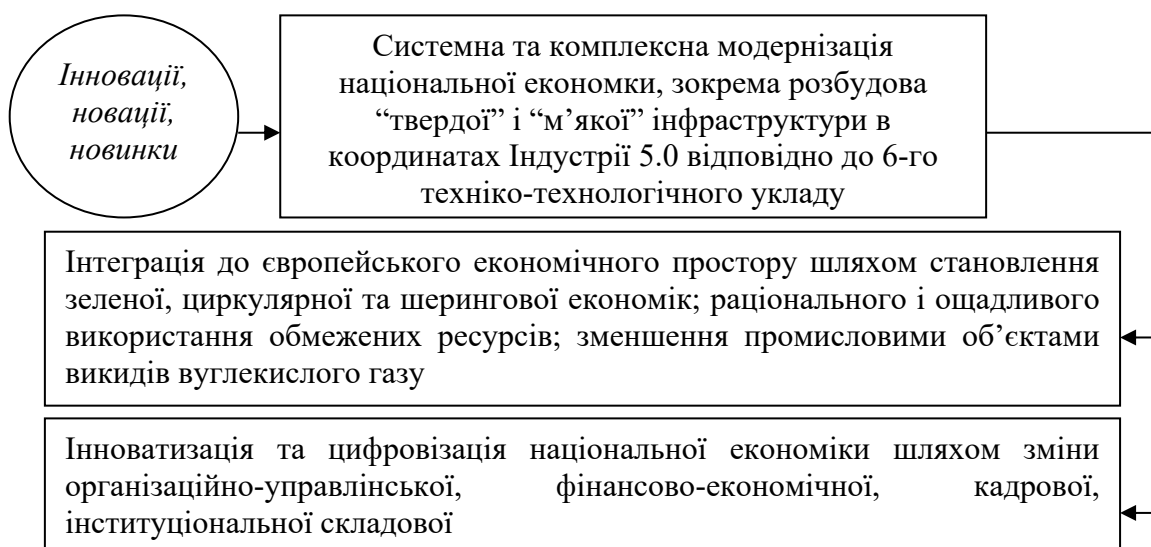 Інновації,
новації,
новинки
Системна та комплексна модернізація
національної економки, зокрема розбудова
“твердої” і “м’якої” інфраструктури в
координатах Індустрії 5.0 відповідно до 6-го
техніко-технологічного укладу
Інтеграція до європейського економічного простору шляхом становлення
зеленої, циркулярної та шерингової економік; раціонального і ощадливого
використання обмежених ресурсів; зменшення промисловими об’єктами
викидів вуглекислого газу
Інноватизація та цифровізація національної економіки шляхом зміни
організаційно-управлінської, фінансово-економічної, кадрової,
інституціональної складової